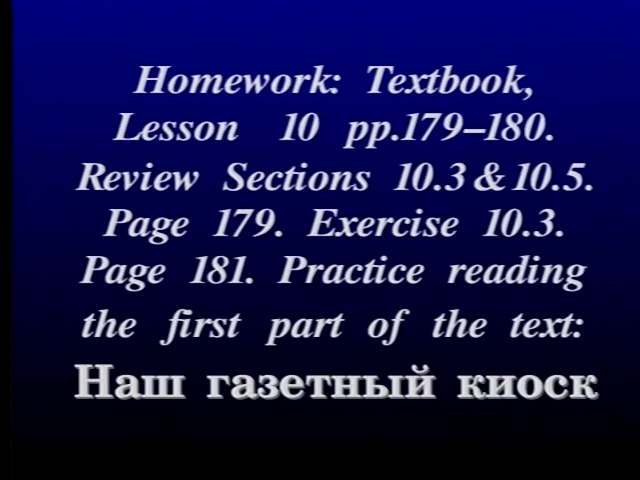 Homework: Textbook,
Lesson 10 pp.179–180.
Review Sections 10.3 & 10.5.
Page 179. Exercise 10.3.
Page 181. Practice reading
the first part of the text:
Наш газетный киоск